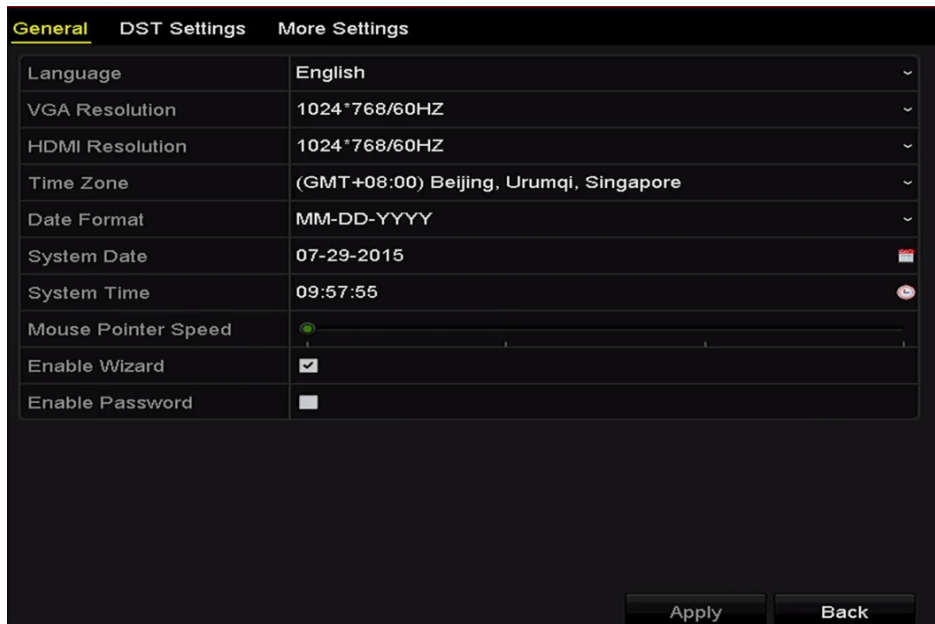 General DST Settings More Settings
Language English
VGA Resolution 1024*768/60HZ
HDMI Resolution 1024*768/60HZ
Time Zone (GMT+08:00) Beijing, Urumqi, Singapore
Date Format MM-DD-YYYY
System Date 07-29-2015
System Time 09:57:55
Mouse Pointer Speed
Enable Wizard
Enable Password
Apply Back